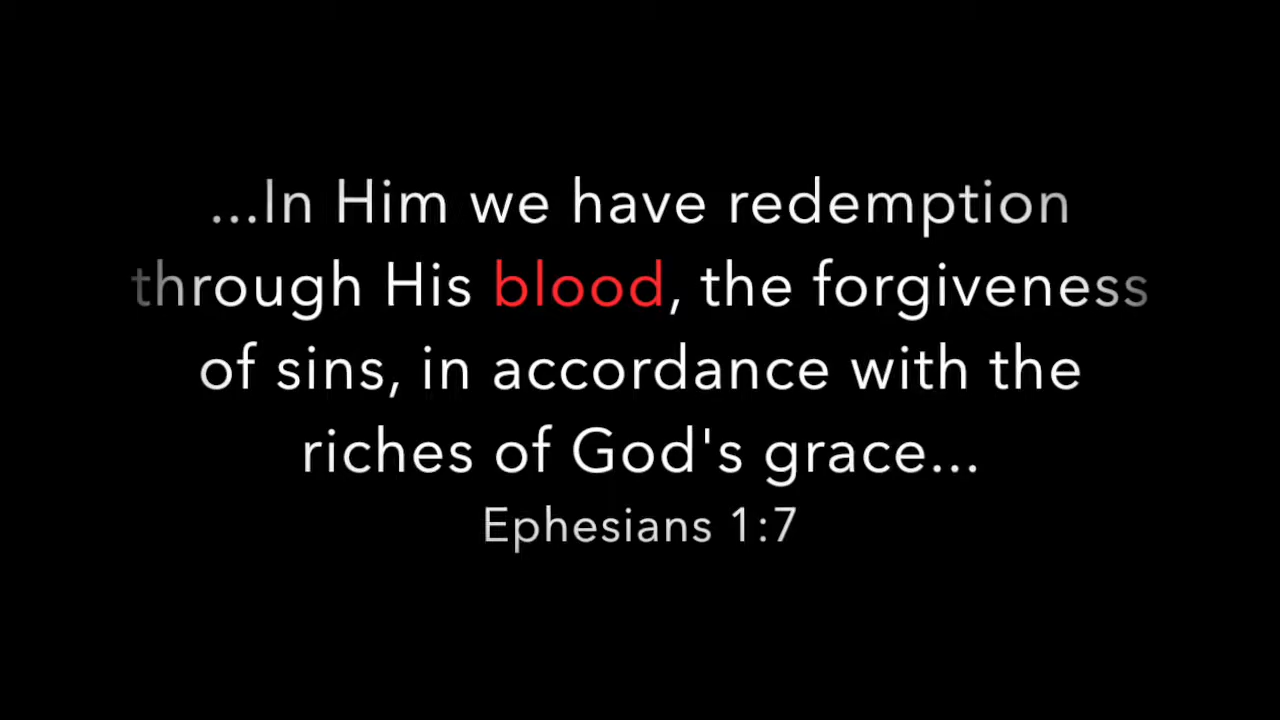 ...In Him we have redemption
through His blood, the forgiveness
of sins, in accordance with the
riches of God's grace...
Ephesians 1:7